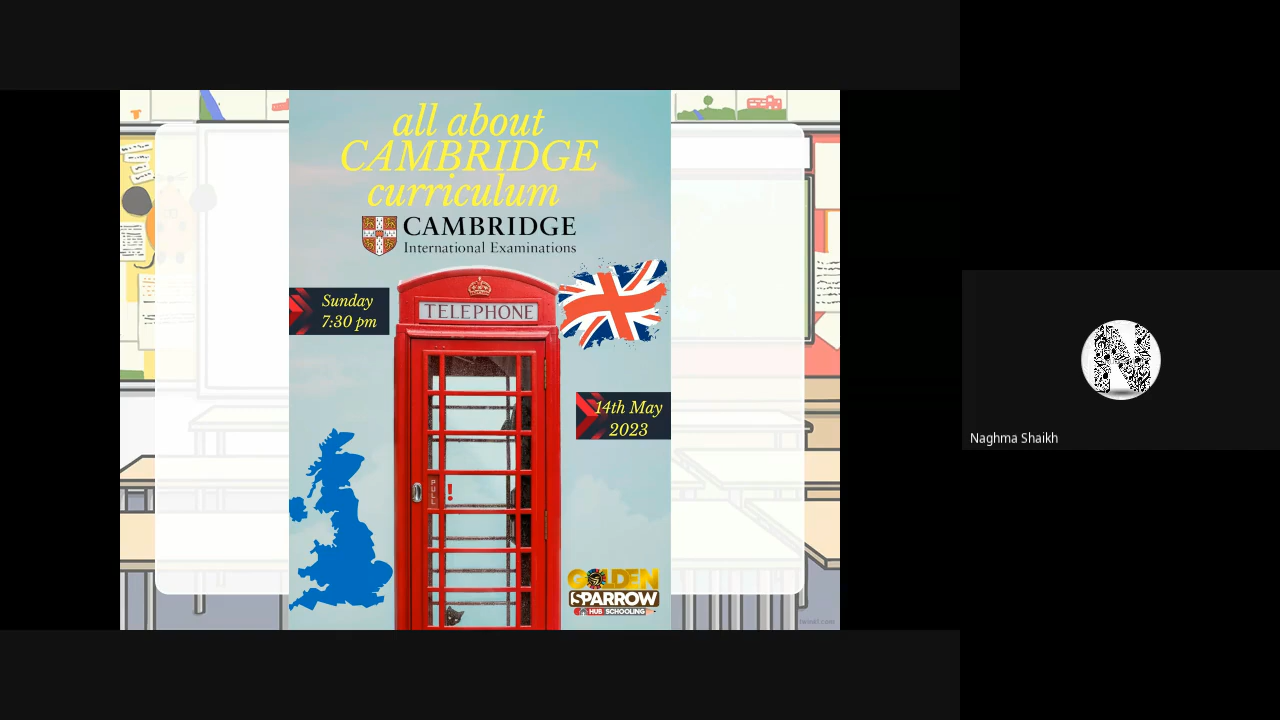 all about
CAMBRIDGE
curriculum
CAMBRIDGE
International Examinations
TELEPHONE
Sunday
7:30 pm
14th May
2023
PULL
!
GOLDEN
SPARROW
HUB SCHOOLING
Naghma Shaikh
N